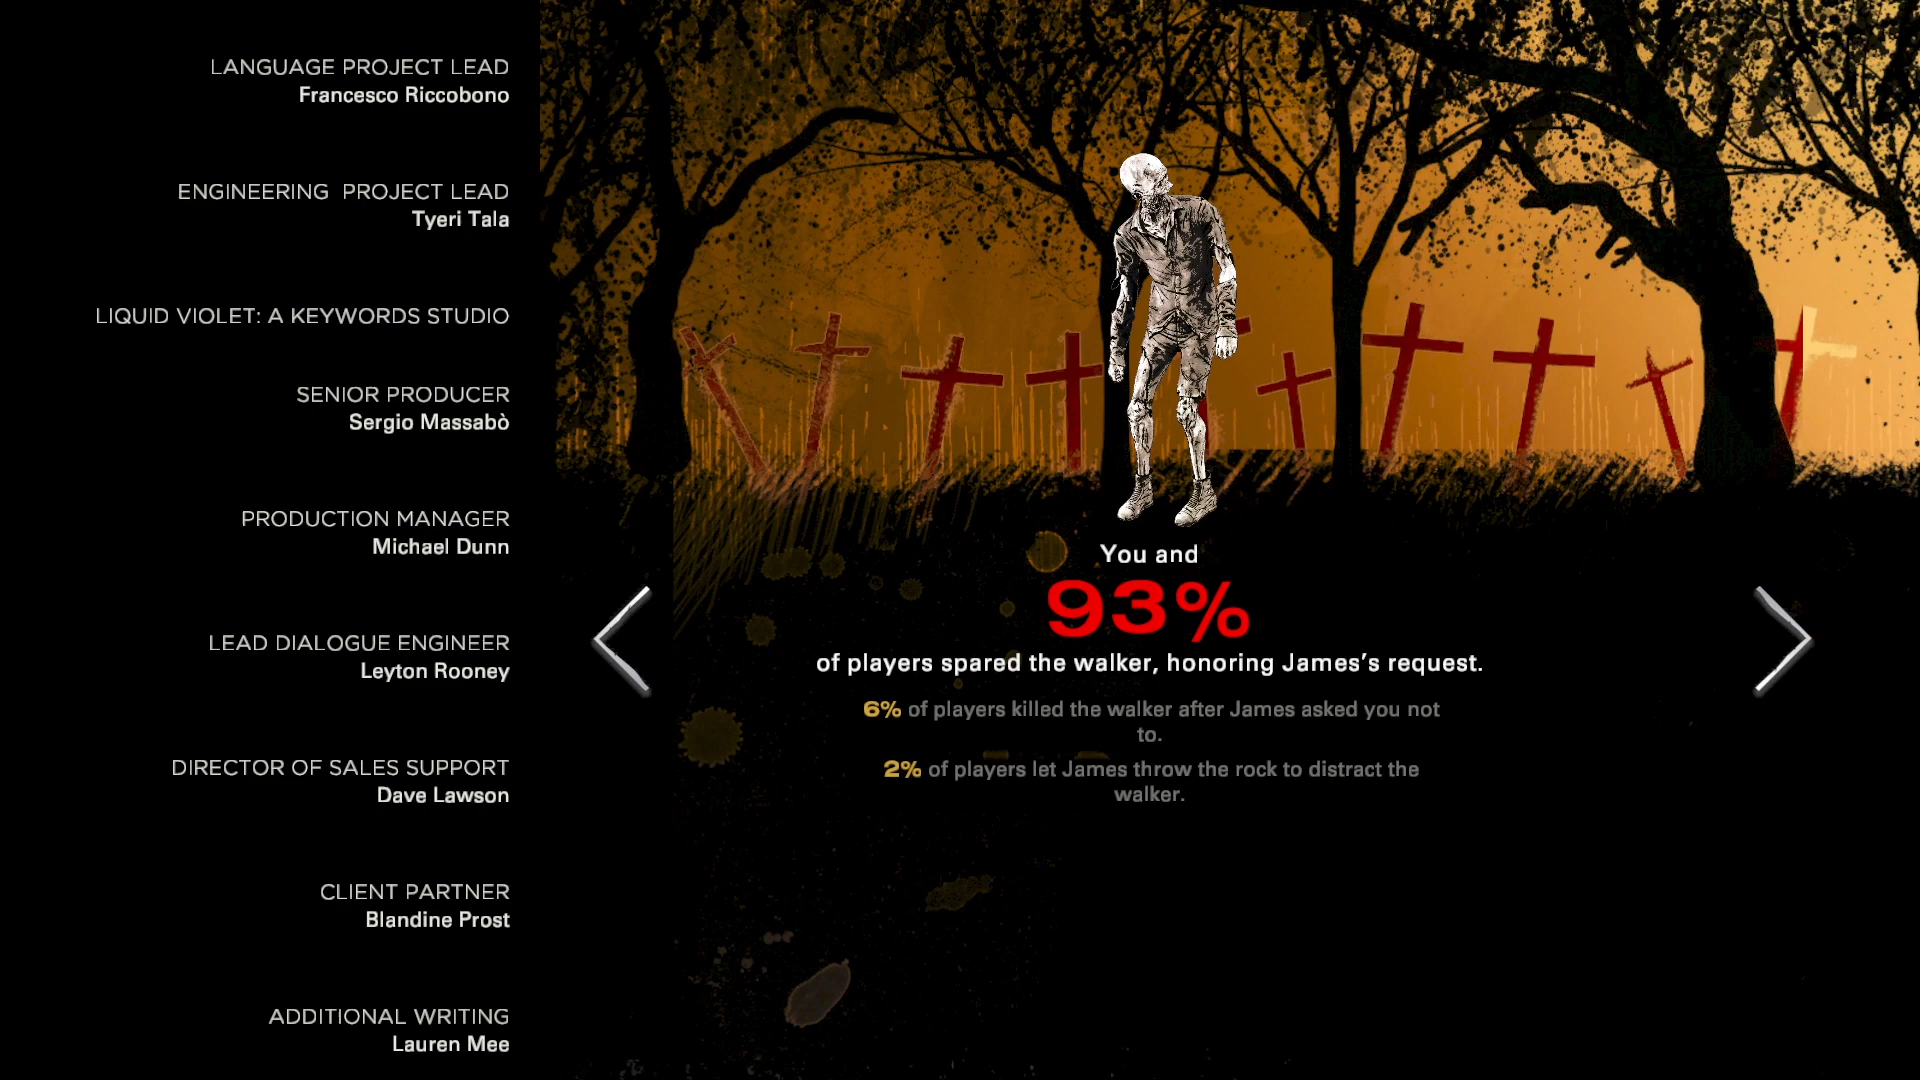 LANGUAGE PROJECT LEAD
Francesco Riccobono
ENGINEERING PROJECT LEAD
Tyeri Tala
LIQUID VIOLET: A KEYWORDS STUDIO
SENIOR PRODUCER
Sergio Massabò
PRODUCTION MANAGER
Michael Dunn
LEAD DIALOGUE ENGINEER
Leyton Rooney
DIRECTOR OF SALES SUPPORT
Dave Lawson
CLIENT PARTNER
Blandine Prost
ADDITIONAL WRITING
Lauren Mee
You and
93%
of players spared the walker, honoring James’s request.
6% of players killed the walker after James asked you not
to.
2% of players let James throw the rock to distract the
walker.